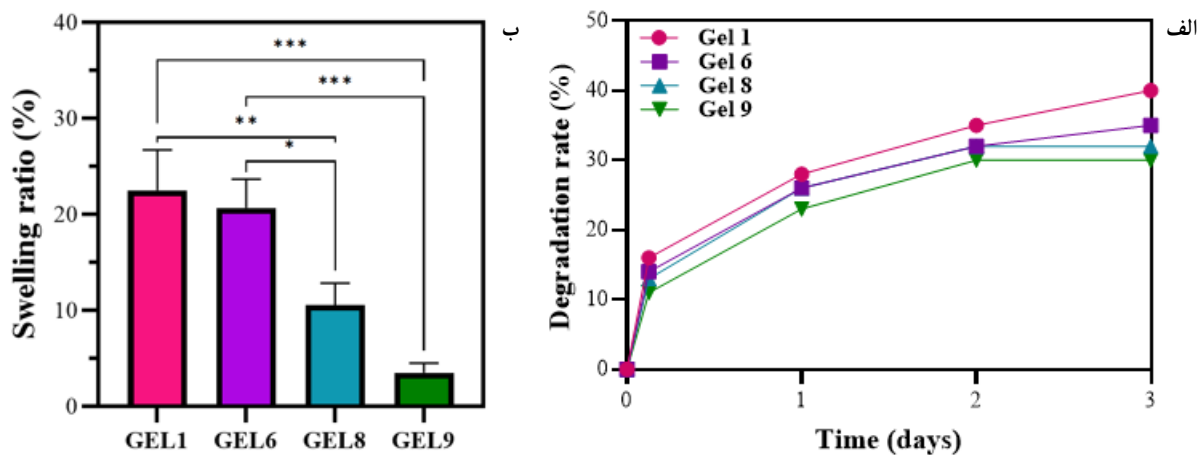 ب
Swelling ratio (%)
40
30
20
10
0
***
***
**
*
GEL1 GEL6 GEL8 GEL9
الف
Degradation rate (%)
50
40
30
20
10
0
Gel 1
Gel 6
Gel 8
Gel 9
0 1 2 3
Time (days)